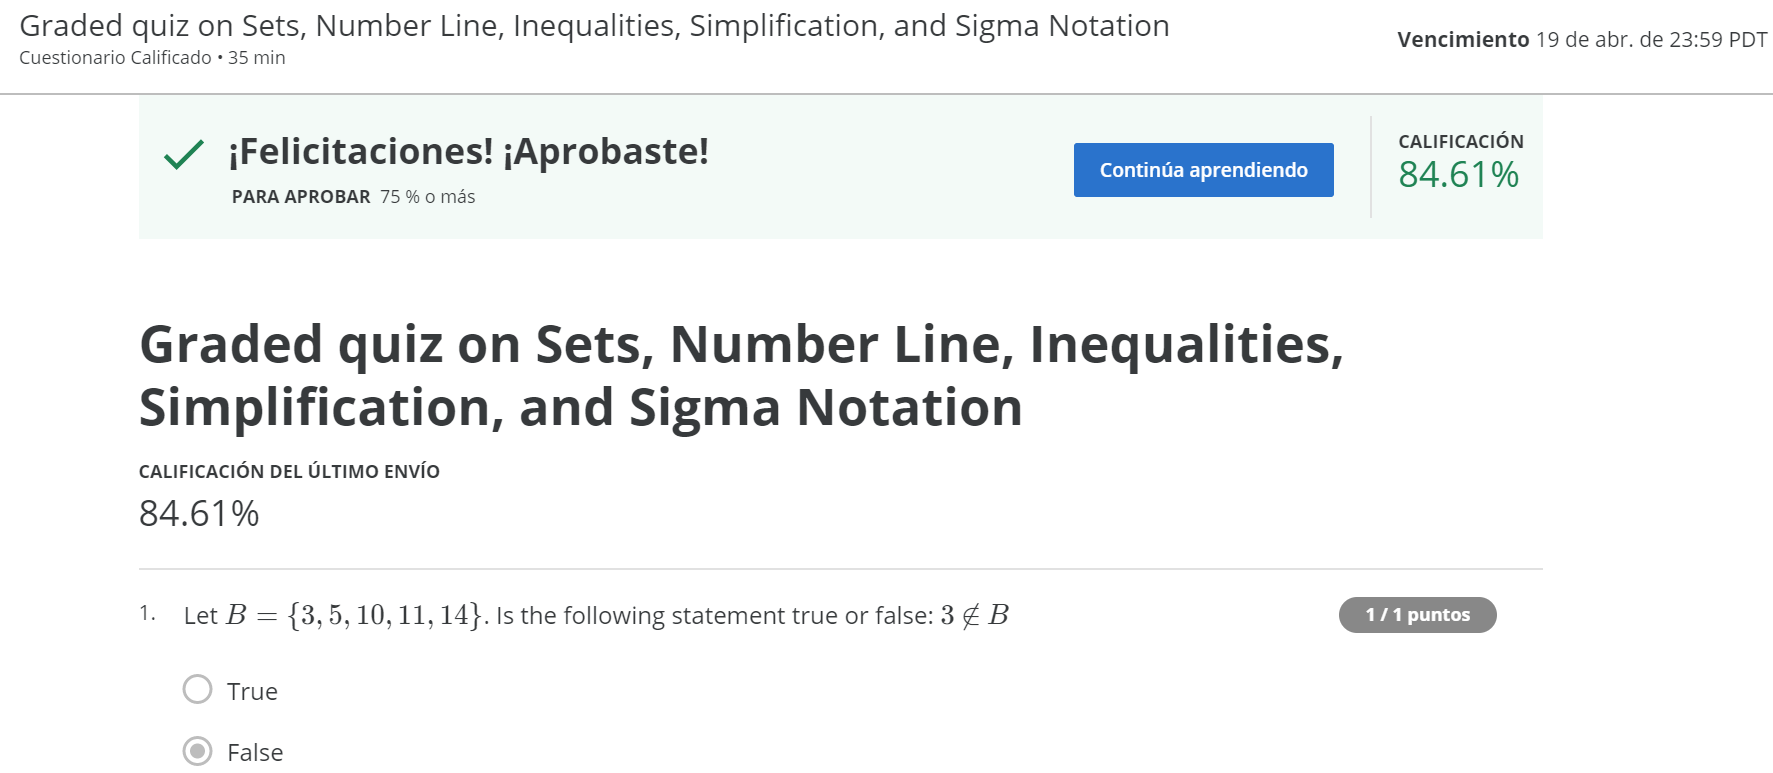 Graded quiz on Sets, Number Line, Inequalities, Simplification, and Sigma Notation
Cuestionario Calificado • 35 min
Vencimiento 19 de abr. de 23:59 PDT
¡Felicitaciones! ¡Aprobaste!
PARA APROBAR 75 % o más
Continúa aprendiendo
CALIFICACIÓN
84.61%
Graded quiz on Sets, Number Line, Inequalities,
Simplification, and Sigma Notation
CALIFICACIÓN DEL ÚLTIMO ENVÍO
84.61%
1. Let B = {3, 5, 10, 11, 14}. Is the following statement true or false: 3 ∉ B
1 / 1 puntos
True
False